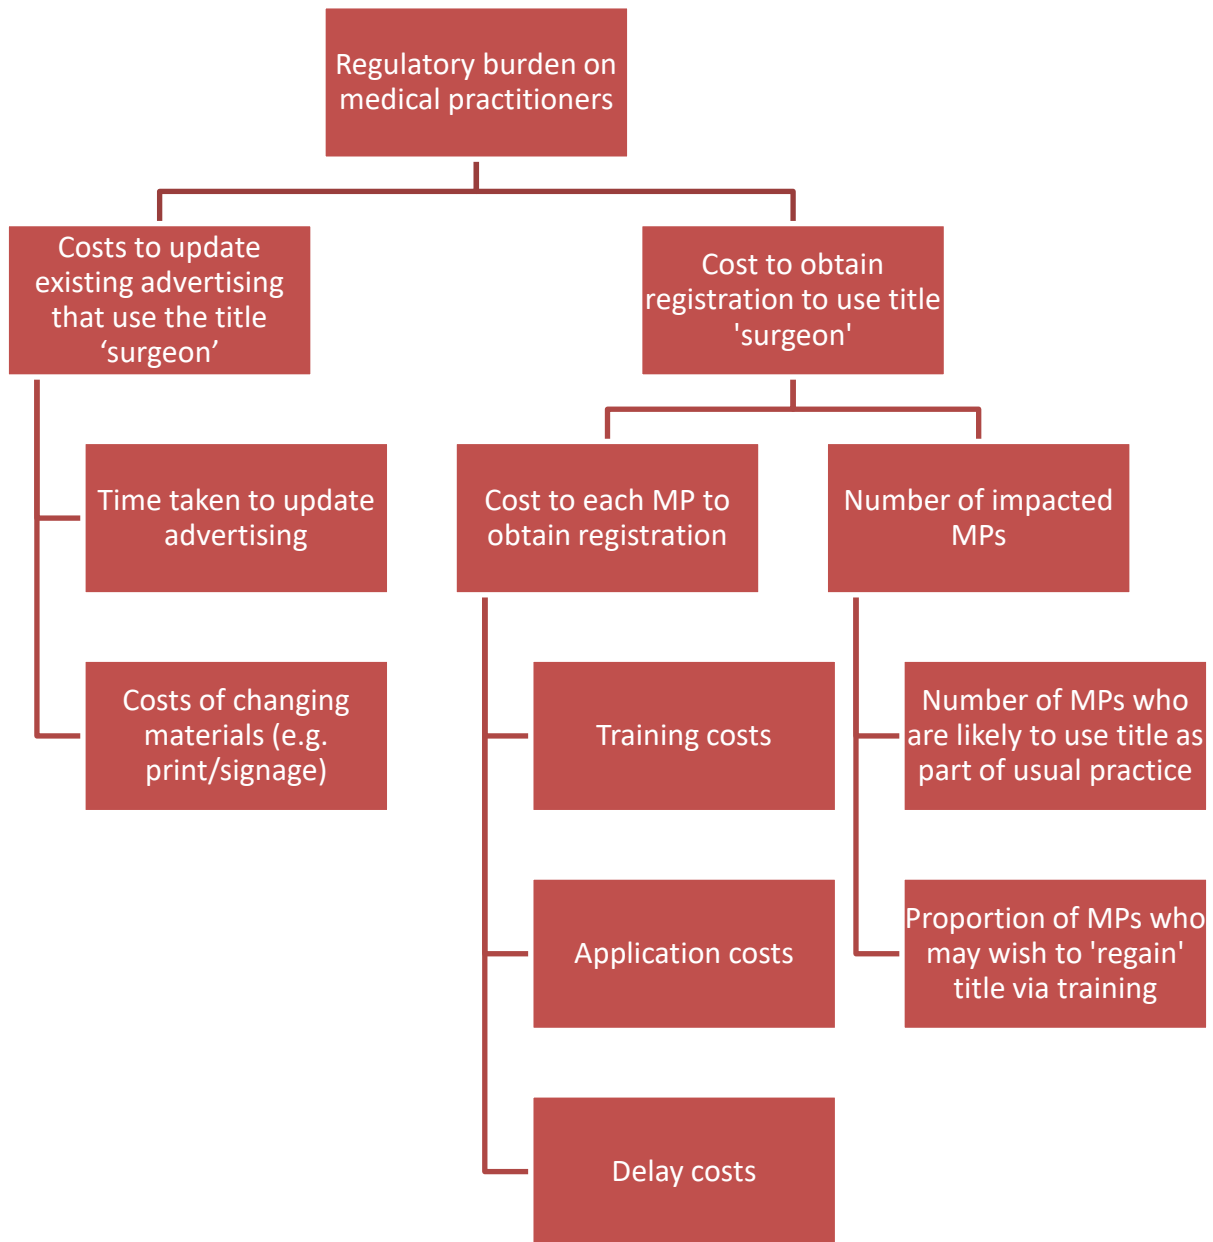 Regulatory burden on
medical practitioners
Costs to update
existing advertising
that use the title
‘surgeon’
Cost to obtain
registration to use title
'surgeon'
Time taken to update
advertising
Cost to each MP to
obtain registration
Number of impacted
MPs
Costs of changing
materials (e.g.
print/signage)
Training costs
Number of MPs who
are likely to use title as
part of usual practice
Application costs
Proportion of MPs who
may wish to 'regain'
title via training
Delay costs